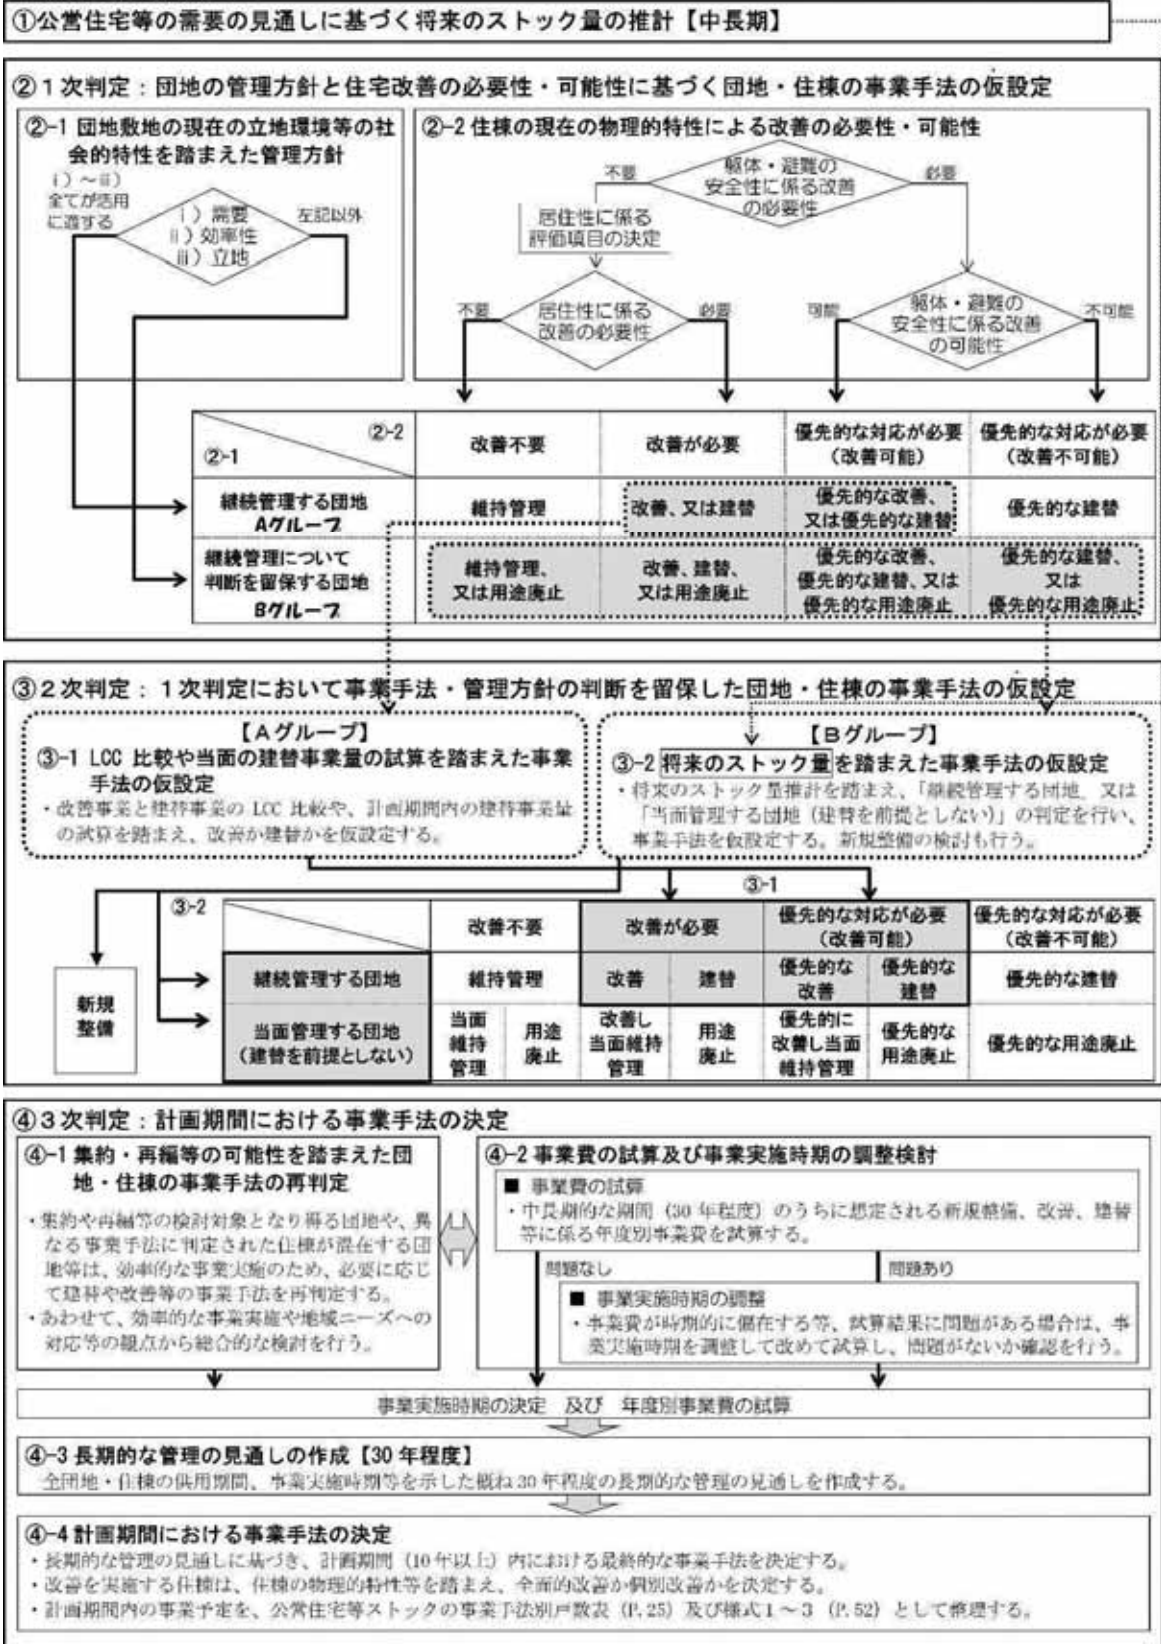 ①公営住宅等の需要の見通しに基づく将来のストック量の推計【中長期】
②1次判定：団地の管理方針と住宅改善の必要性・可能性に基づく団地・住棟の事業手法の仮設定
②-1 団地敷地の現在の立地環境等の社
会的特性を踏まえた管理方針
ⅰ）～ⅲ）
全てが活用
に適する
ⅰ）需要
ⅱ）効率性
ⅲ）立地
左記以外
②-2 住棟の現在の物理的特性による改善の必要性・可能性
不要
躯体・避難の
安全性に係る改善
の必要性
必要
居住性に係る
評価項目の決定
不要
居住性に係る
改善の必要性
必要
可能
躯体・避難の
安全性に係る改善
の可能性
不可能
②-2
②-1
改善不要
改善が必要
優先的な対応が必要
（改善可能）
優先的な対応が必要
（改善不可能）
継続管理する団地
Aグループ
維持管理
改善、又は建替
優先的な改善、
又は優先的な建替
優先的な建替
継続管理について
判断を留保する団地
Bグループ
維持管理、
又は用途廃止
改善、建替、
又は用途廃止
優先的な改善、
優先的な建替、又は
優先的な用途廃止
優先的な建替、
又は
優先的な用途廃止
③2次判定：1次判定において事業手法・管理方針の判断を留保した団地・住棟の事業手法の仮設定
【Aグループ】
③-1 LCC 比較や当面の建替事業量の試算を踏まえた事業
手法の仮設定
・改善事業と建替事業の LCC 比較や、計画期間内の建替事業量
の試算を踏まえ、改善か建替かを仮設定する。
【Bグループ】
③-2 将来のストック量を踏まえた事業手法の仮設定
・将来のストック量推計を踏まえ、「継続管理する団地」又は
「当面管理する団地（建替を前提としない）」の判定を行い、
事業手法を仮設定する。新規整備の検討も行う。
③-1
③-2
改善不要
改善が必要
優先的な対応が必要
（改善可能）
優先的な対応が必要
（改善不可能）
新規
整備
継続管理する団地
維持管理
改善
建替
優先的な
改善
優先的な
建替
優先的な建替
当面管理する団地
（建替を前提としない）
当面
維持
管理
用途
廃止
改善し
当面維持
管理
用途
廃止
優先的に
改善し当面
維持管理
優先的な
用途廃止
優先的な用途廃止
④3次判定：計画期間における事業手法の決定
④-1 集約・再編等の可能性を踏まえた団
地・住棟の事業手法の再判定
・集約や再編等の検討対象となり得る団地や、異
なる事業手法に判定された住棟が混在する団
地等は、効率的な事業実施のため、必要に応じ
て建替や改善等の事業手法を再判定する。
・あわせて、効率的な事業実施や地域ニーズへの
対応等の観点から総合的な検討を行う。
④-2 事業費の試算及び事業実施時期の調整検討
■ 事業費の試算
・中長期的な期間（30 年程度）のうちに想定される新規整備、改善、建替
等に係る年度別事業費を試算する。
問題なし
問題あり
■ 事業実施時期の調整
・事業費が時期的に偏在する等、試算結果に問題がある場合は、事
業実施時期を調整して改めて試算し、問題がないか確認を行う。
事業実施時期の決定 及び 年度別事業費の試算
④-3 長期的な管理の見通しの作成【30 年程度】
全団地・住棟の供用期間、事業実施時期等を示した概ね 30 年程度の長期的な管理の見通しを作成する。
④-4 計画期間における事業手法の決定
・長期的な管理の見通しに基づき、計画期間（10 年以上）内における最終的な事業手法を決定する。
・改善を実施する住棟は、住棟の物理的特性等を踏まえ、全面的改善か個別改善かを決定する。
・計画期間内の事業予定を、公営住宅等ストックの事業手法別戸数表（P.25）及び様式1～3（P.52）として整理する。